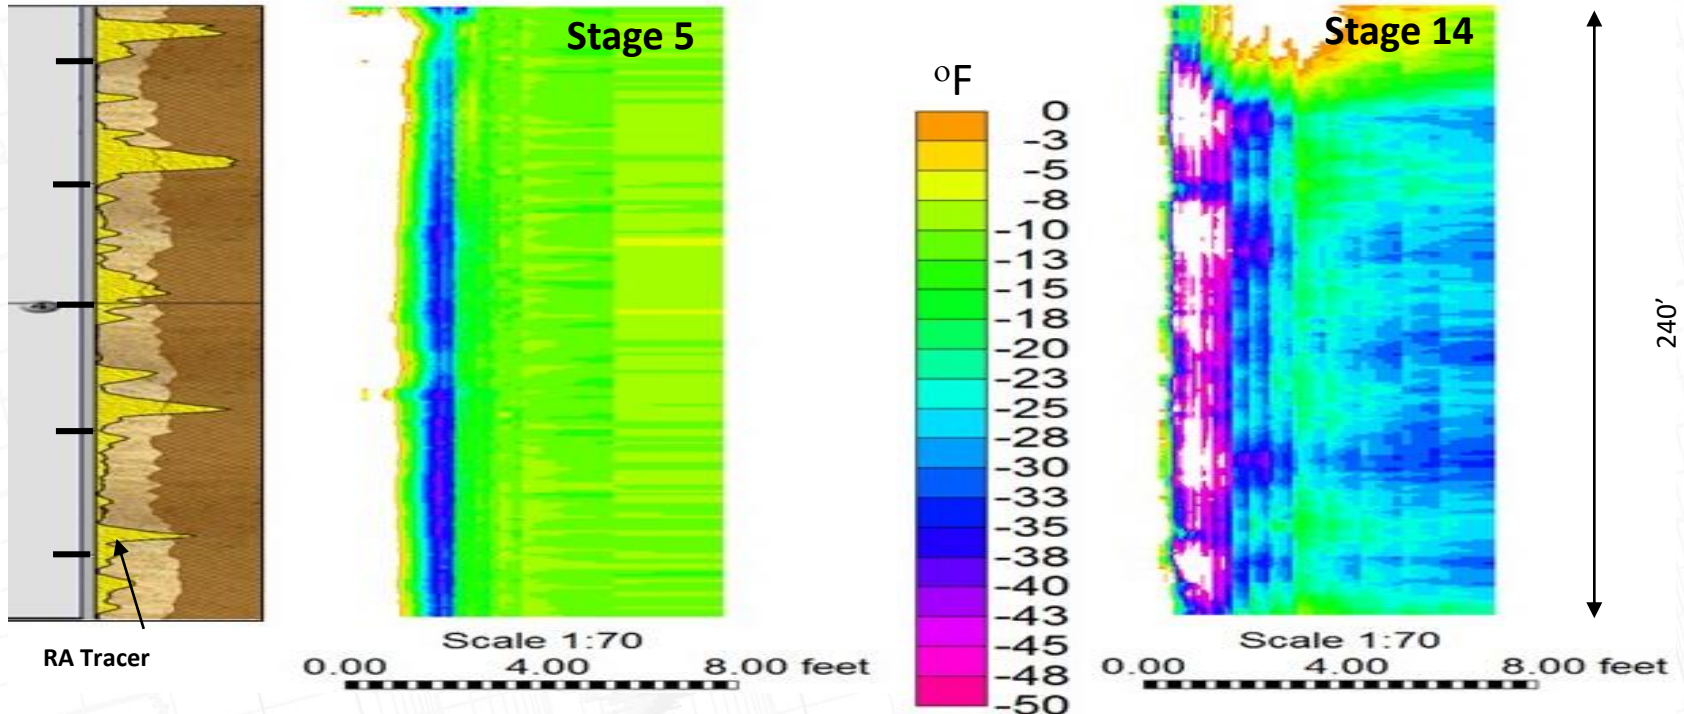 Stage 5
Stage 14
°F
0
-3
-5
-8
-10
-13
-15
-18
-20
-23
-25
-28
-30
-33
-35
-38
-40
-43
-45
-48
-50
240’
4
RA Tracer
Scale 1:70
0.00 4.00 8.00 feet
Scale 1:70
0.00 4.00 8.00 feet